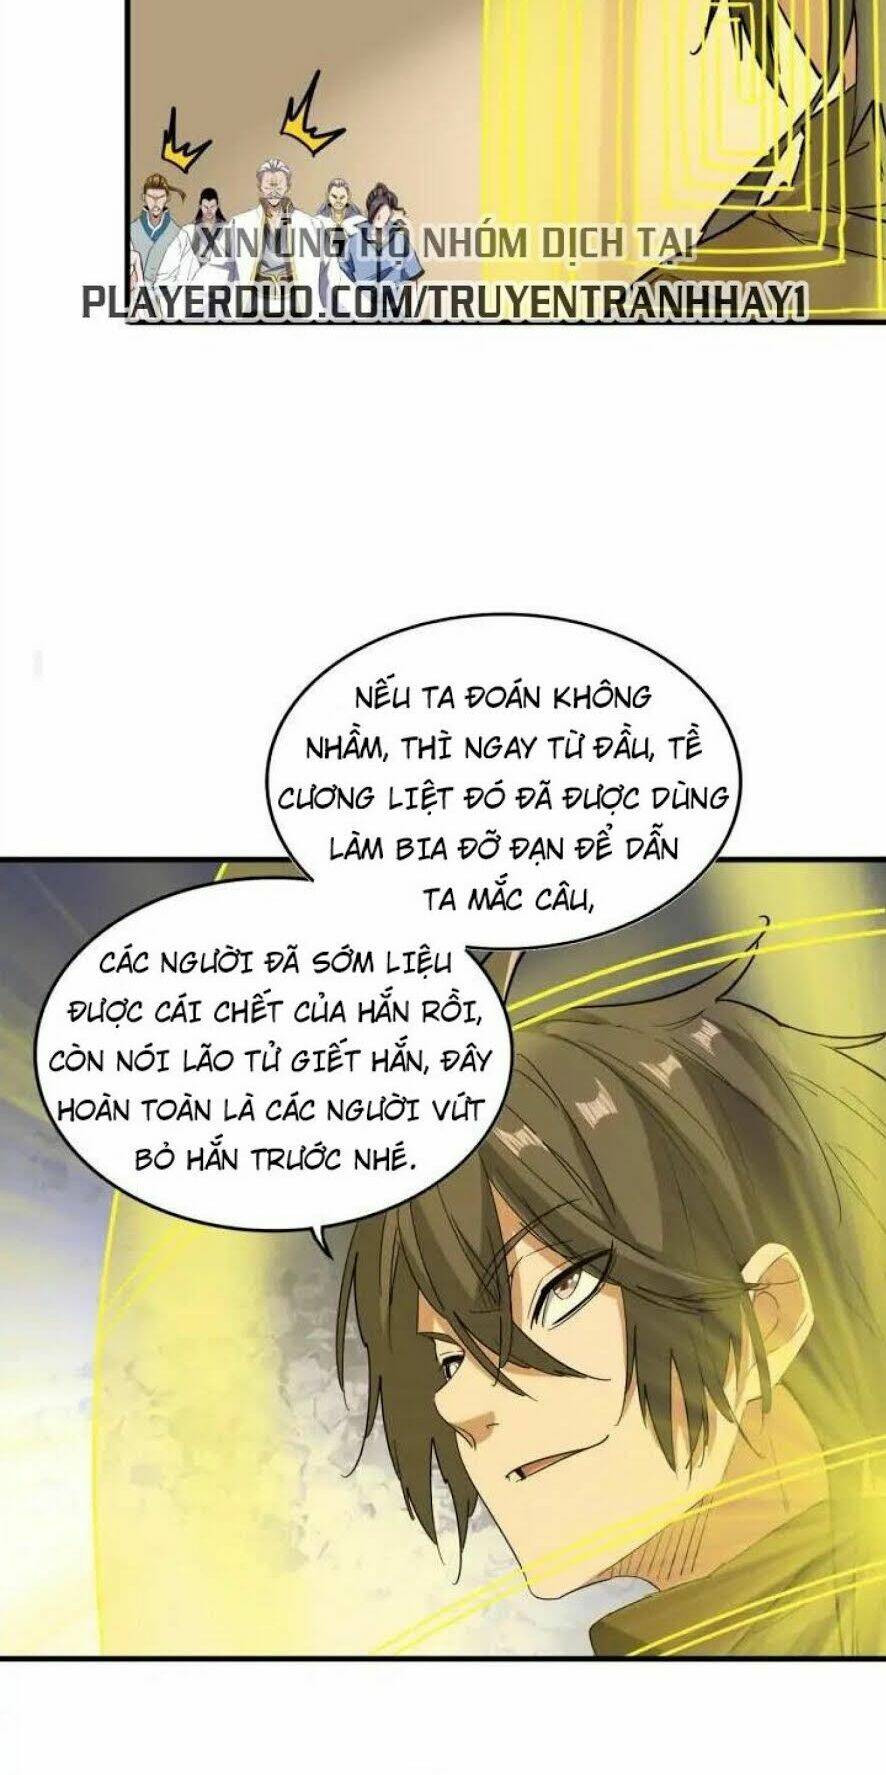 XIN ỦNG HỘ NHÓM DỊCH TẠI
PLAYERDUO.COM/TRUYENTRANHHAY1
NẾU TA ĐOÁN KHÔNG
NHẦM, THÌ NGAY TỪ ĐẦU, TỀ
CƯƠNG LIỆT ĐÓ ĐÃ ĐƯỢC DÙNG
LÀM BIA ĐỠ ĐẠN ĐỂ DẪN
TA MẮC CÂU,
CÁC NGƯỜI ĐÃ SỚM LIỆU
ĐƯỢC CÁI CHẾT CỦA HẮN RỒI,
CÒN NÓI LÃO TỬ GIẾT HẮN, ĐÂY
HOÀN TOÀN LÀ CÁC NGƯỜI VỨT
BỎ HẮN TRƯỚC NHÉ.